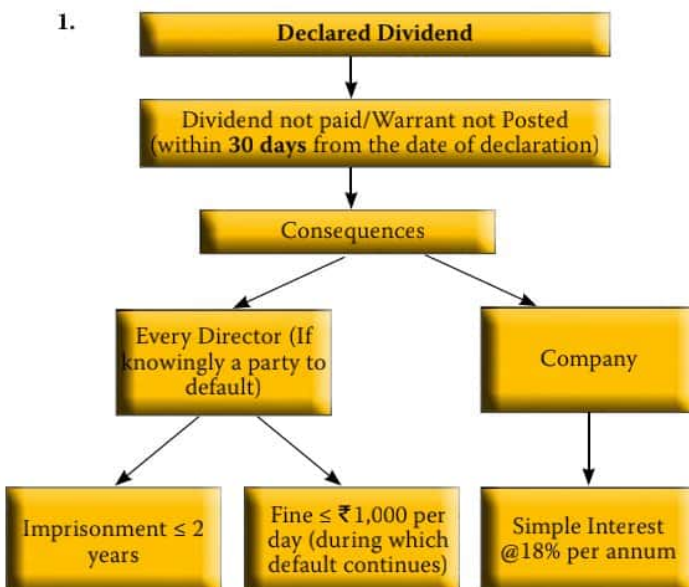 1.
Declared Dividend
Dividend not paid/Warrant not Posted
(within 30 days from the date of declaration)
Consequences
Every Director (If
knowingly a party to
default)
Company
Imprisonment ≤ 2
years
Fine ≤ ₹1,000 per
day (during which
default continues)
Simple Interest
@18% per annum